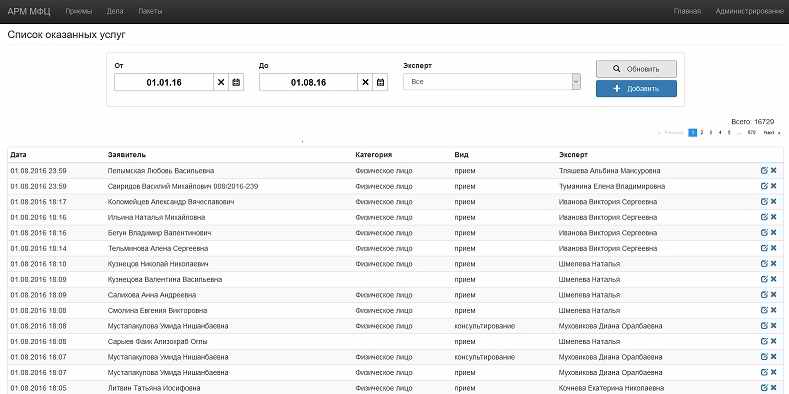 АРМ МФЦ Приемы Дела Пакеты Главная Администрирование
Список оказанных услуг
От До Эксперт
01.01.16 01.08.16 Все Обновить
Добавить
Всего: 16729
1 2 3 4 5 ...
Дата Заявитель Категория Вид Эксперт
01.08.2016 23:59 Пелымская Любовь Васильевна Физическое лицо прием Тляшева Альбина Мансуровна
01.08.2016 23:59 Свиридов Василий Михайлович 008/2016-239 Физическое лицо прием Туманина Елена Владимировна
01.08.2016 18:17 Коломейцев Александр Вячеславович Физическое лицо прием Иванова Виктория Сергеевна
01.08.2016 18:16 Ильина Наталья Михайловна Физическое лицо прием Иванова Виктория Сергеевна
01.08.2016 18:16 Бегун Владимир Валентинович Физическое лицо прием Иванова Виктория Сергеевна
01.08.2016 18:14 Тельминова Алена Сергеевна Физическое лицо прием Иванова Виктория Сергеевна
01.08.2016 18:10 Кузнецов Николай Николаевич Физическое лицо прием Шмелева Наталья
01.08.2016 18:09 Кузнецова Валентина Васильевна прием Шмелева Наталья
01.08.2016 18:09 Салихова Анна Андреевна Физическое лицо прием Шмелева Наталья
01.08.2016 18:08 Смолина Евгения Викторовна Физическое лицо прием Шмелева Наталья
01.08.2016 18:08 Мустапакулова Умида Нишанбаевна Физическое лицо консультирование Муховикова Диана Оралбаевна
01.08.2016 18:08 Сарыев Фаик Ализохраб Оглы прием Шмелева Наталья
01.08.2016 18:07 Мустапакулова Умида Нишанбаевна Физическое лицо консультирование Муховикова Диана Оралбаевна
01.08.2016 18:07 Мустапакулова Умида Нишанбаевна Физическое лицо прием Муховикова Диана Оралбаевна
01.08.2016 18:05 Литвин Татьяна Иосифовна Физическое лицо прием Кочнева Екатерина Николаевна